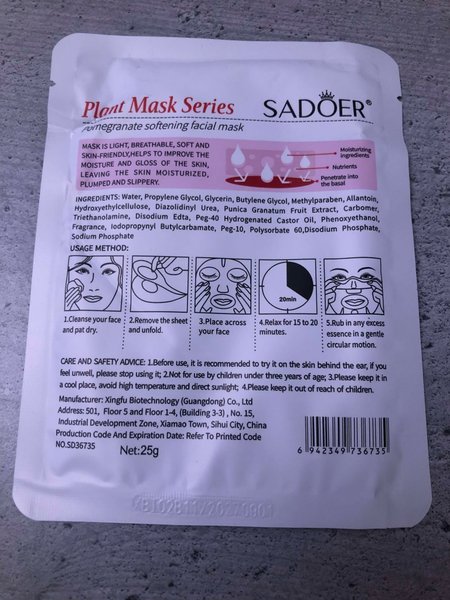 Plant Mask Series
SADOER®
Pomegranate softening facial mask
MASK IS LIGHT, BREATHABLE, SOFT AND
SKIN-FRIENDLY,HELPS TO IMPROVE THE
MOISTURE AND GLOSS OF THE SKIN,
LEAVING THE SKIN MOISTURIZED,
PLUMPED AND SLIPPERY.
Moisturizing
ingredients
Nutrients
Penetrate into
the basal
INGREDIENTS: Water, Propylene Glycol, Glycerin, Butylene Glycol, Methylparaben, Allantoin,
Hydroxyethylcellulose, Diazolidinyl Urea, Punica Granatum Fruit Extract, Carbomer,
Triethanolamine, Disodium Edta, Peg-40 Hydrogenated Castor Oil, Phenoxyethanol,
Fragrance, Iodopropynyl Butylcarbamate, Peg-10, Polysorbate 60,Disodium Phosphate,
Sodium Phosphate
USAGE METHOD:
20min
1.Cleanse your face
and pat dry.
2.Remove the sheet
and unfold.
3.Place across
your face
4.Relax for 15 to 20
minutes.
5.Rub in any excess
essence in a gentle
circular motion.
CARE AND SAFETY ADVICE: 1.Before use, it is recommended to try it on the skin behind the ear, if you
feel unwell, please stop using it; 2.Not for use by children under three years of age; 3.Please keep it in
a cool place, avoid high temperature and direct sunlight; 4.Please keep it out of reach of children.
Manufacturer: Xingfu Biotechnology (Guangdong) Co., Ltd
Address: 501, Floor 5 and Floor 1-4, (Building 3-3) , No. 15,
Industrial Development Zone, Xiamao Town, Sihui City, China
Production Code And Expiration Date: Refer To Printed Code
NO.SD36735
Net:25g
6 942349 736735